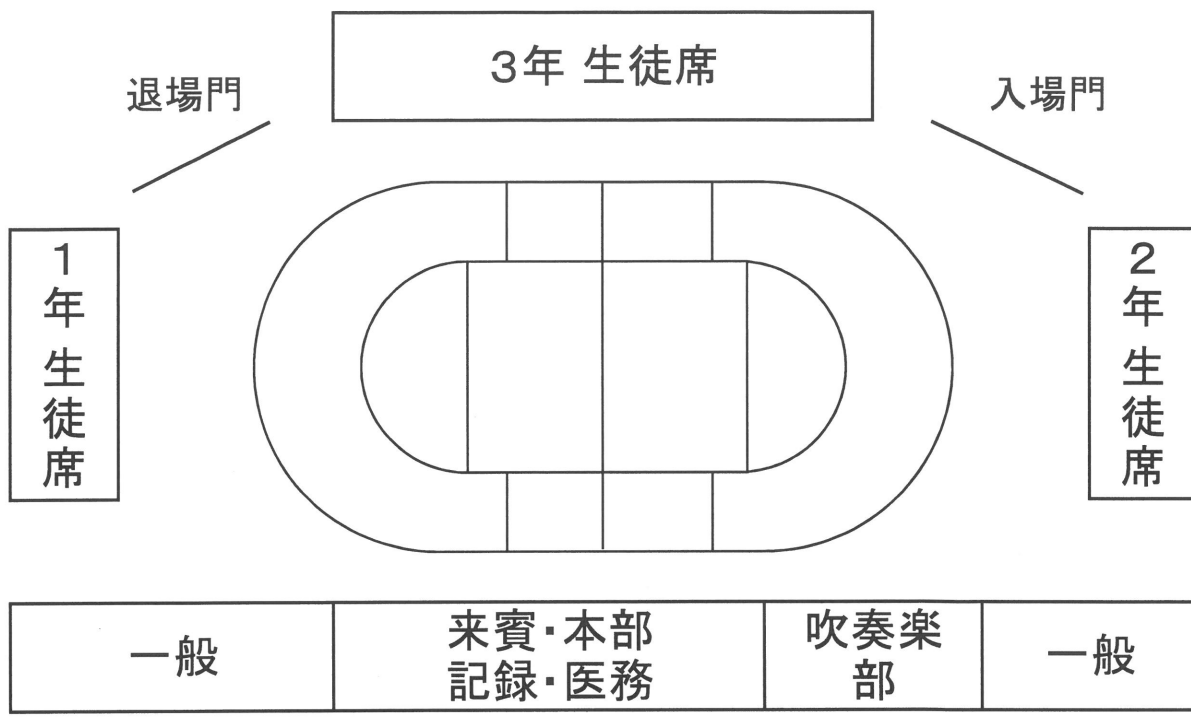 3年 生徒席
退場門
入場門
1年 生徒席
2年 生徒席
一般
来賓・本部
記録・医務
吹奏楽
部
一般